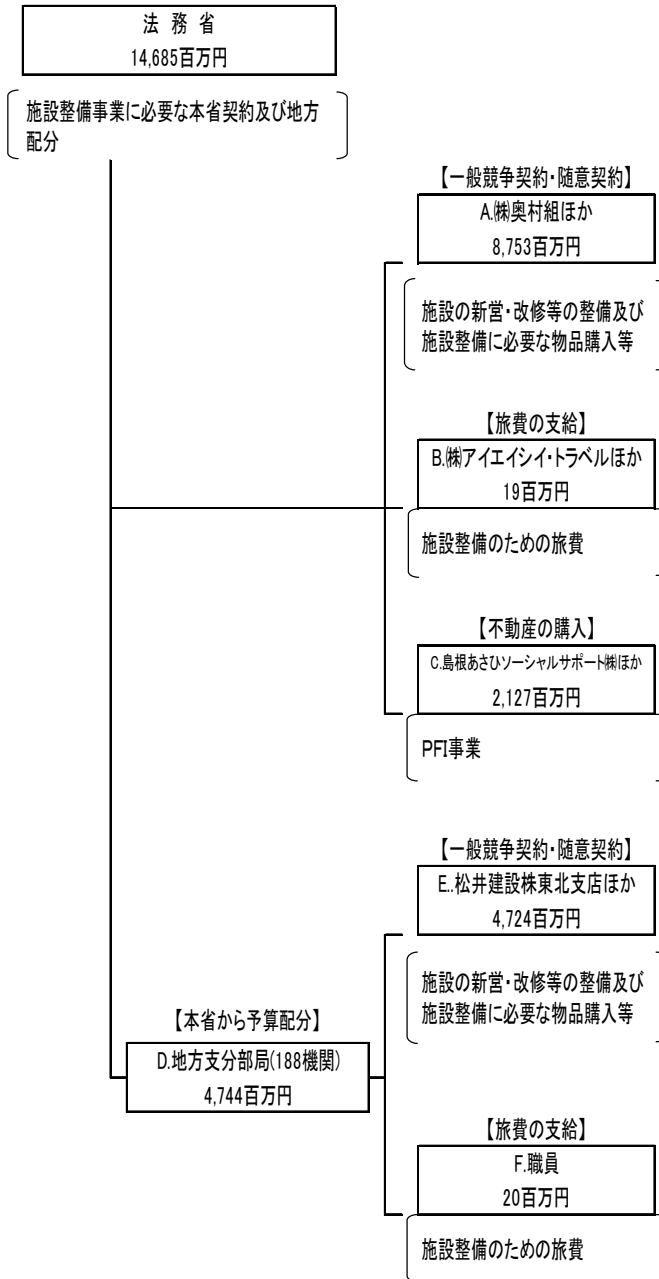 法 務 省
14,685百万円
施設整備事業に必要な本省契約及び地方
配分
【一般競争契約・随意契約】
A.㈱奥村組ほか
8,753百万円
施設の新営・改修等の整備及び
施設整備に必要な物品購入等
【旅費の支給】
B.㈱アイエイシイ・トラベルほか
19百万円
施設整備のための旅費
【不動産の購入】
C.島根あさひソーシャルサポート㈱ほか
2,127百万円
PFI事業
【一般競争契約・随意契約】
E..松井建設株東北支店ほか
4,724百万円
施設の新営・改修等の整備及び
施設整備に必要な物品購入等
【本省から予算配分】
D.地方支分部局(188機関)
4,744百万円
【旅費の支給】
F.職員
20百万円
施設整備のための旅費